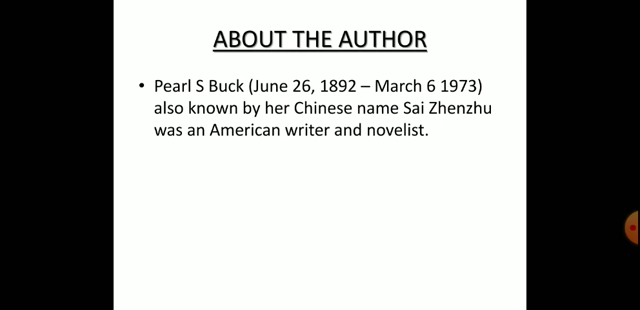 ABOUT THE AUTHOR
• Pearl S Buck (June 26, 1892 – March 6 1973)
also known by her Chinese name Sai Zhenzhu
was an American writer and novelist.